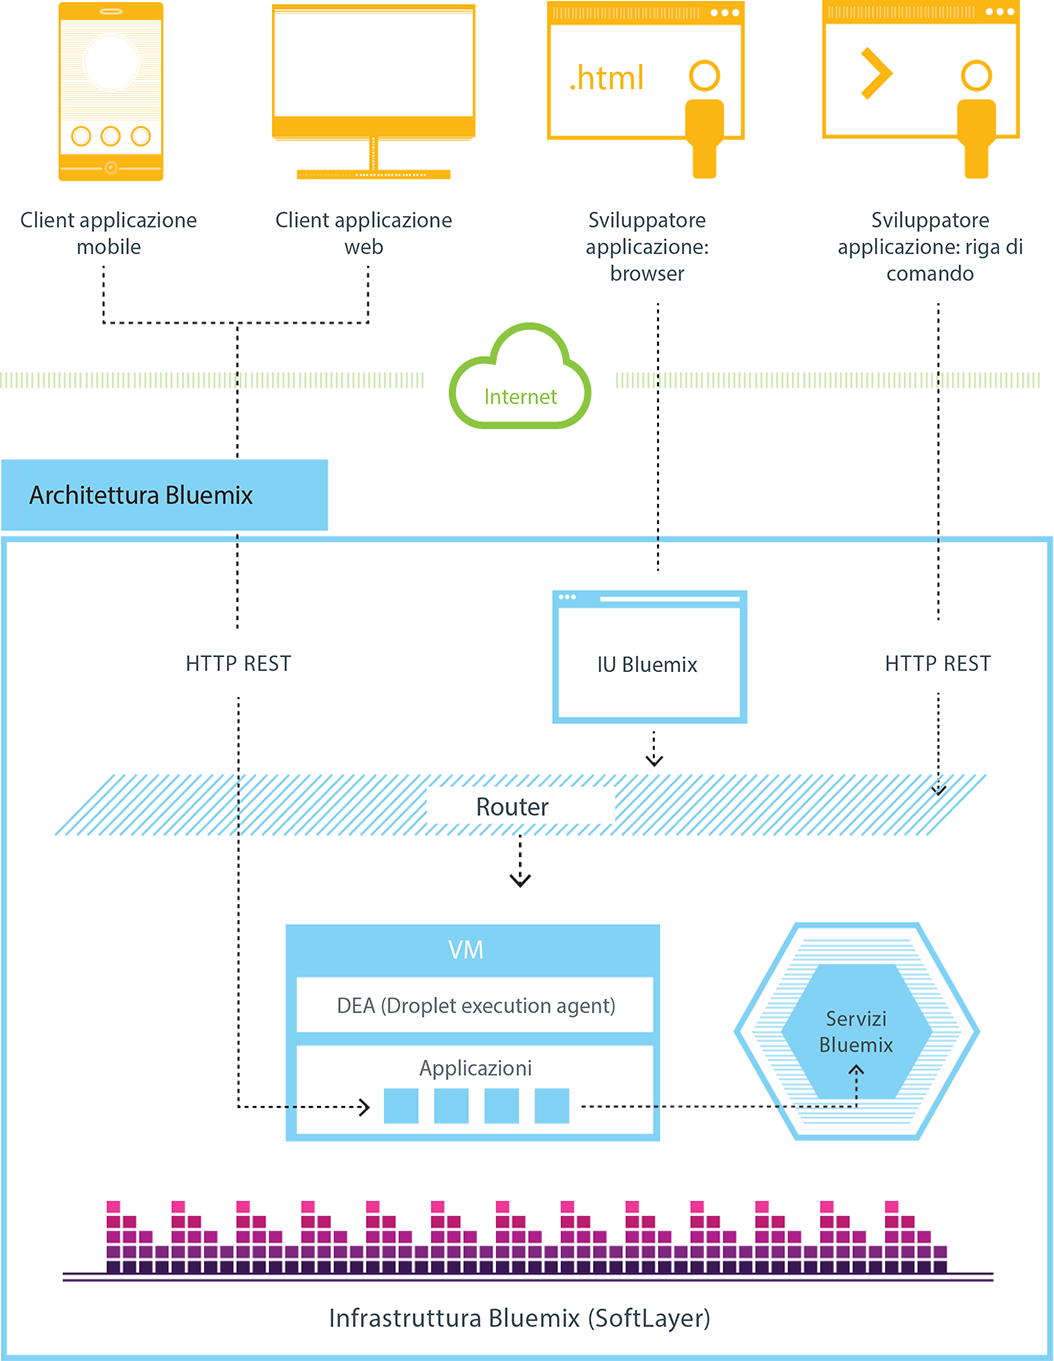 .html
Client applicazione
mobile
Client applicazione
web
Sviluppatore
applicazione:
browser
Sviluppatore
applicazione: riga di
comando
Internet
Architettura Bluemix
HTTP REST
IU Bluemix
HTTP REST
Router
VM
DEA (Droplet execution agent)
Applicazioni
Servizi
Bluemix
Infrastruttura Bluemix (SoftLayer)